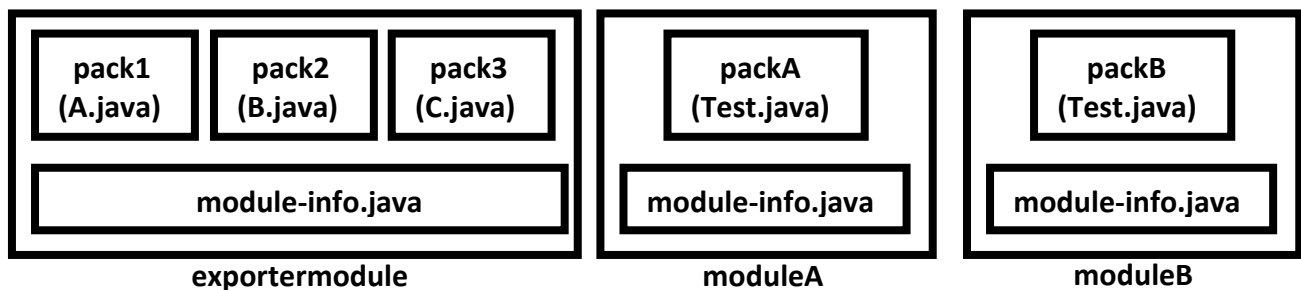 pack1
(A.java)
pack2
(B.java)
pack3
(C.java)
module-info.java
exportermodule
packA
(Test.java)
module-info.java
moduleA
packB
(Test.java)
module-info.java
moduleB